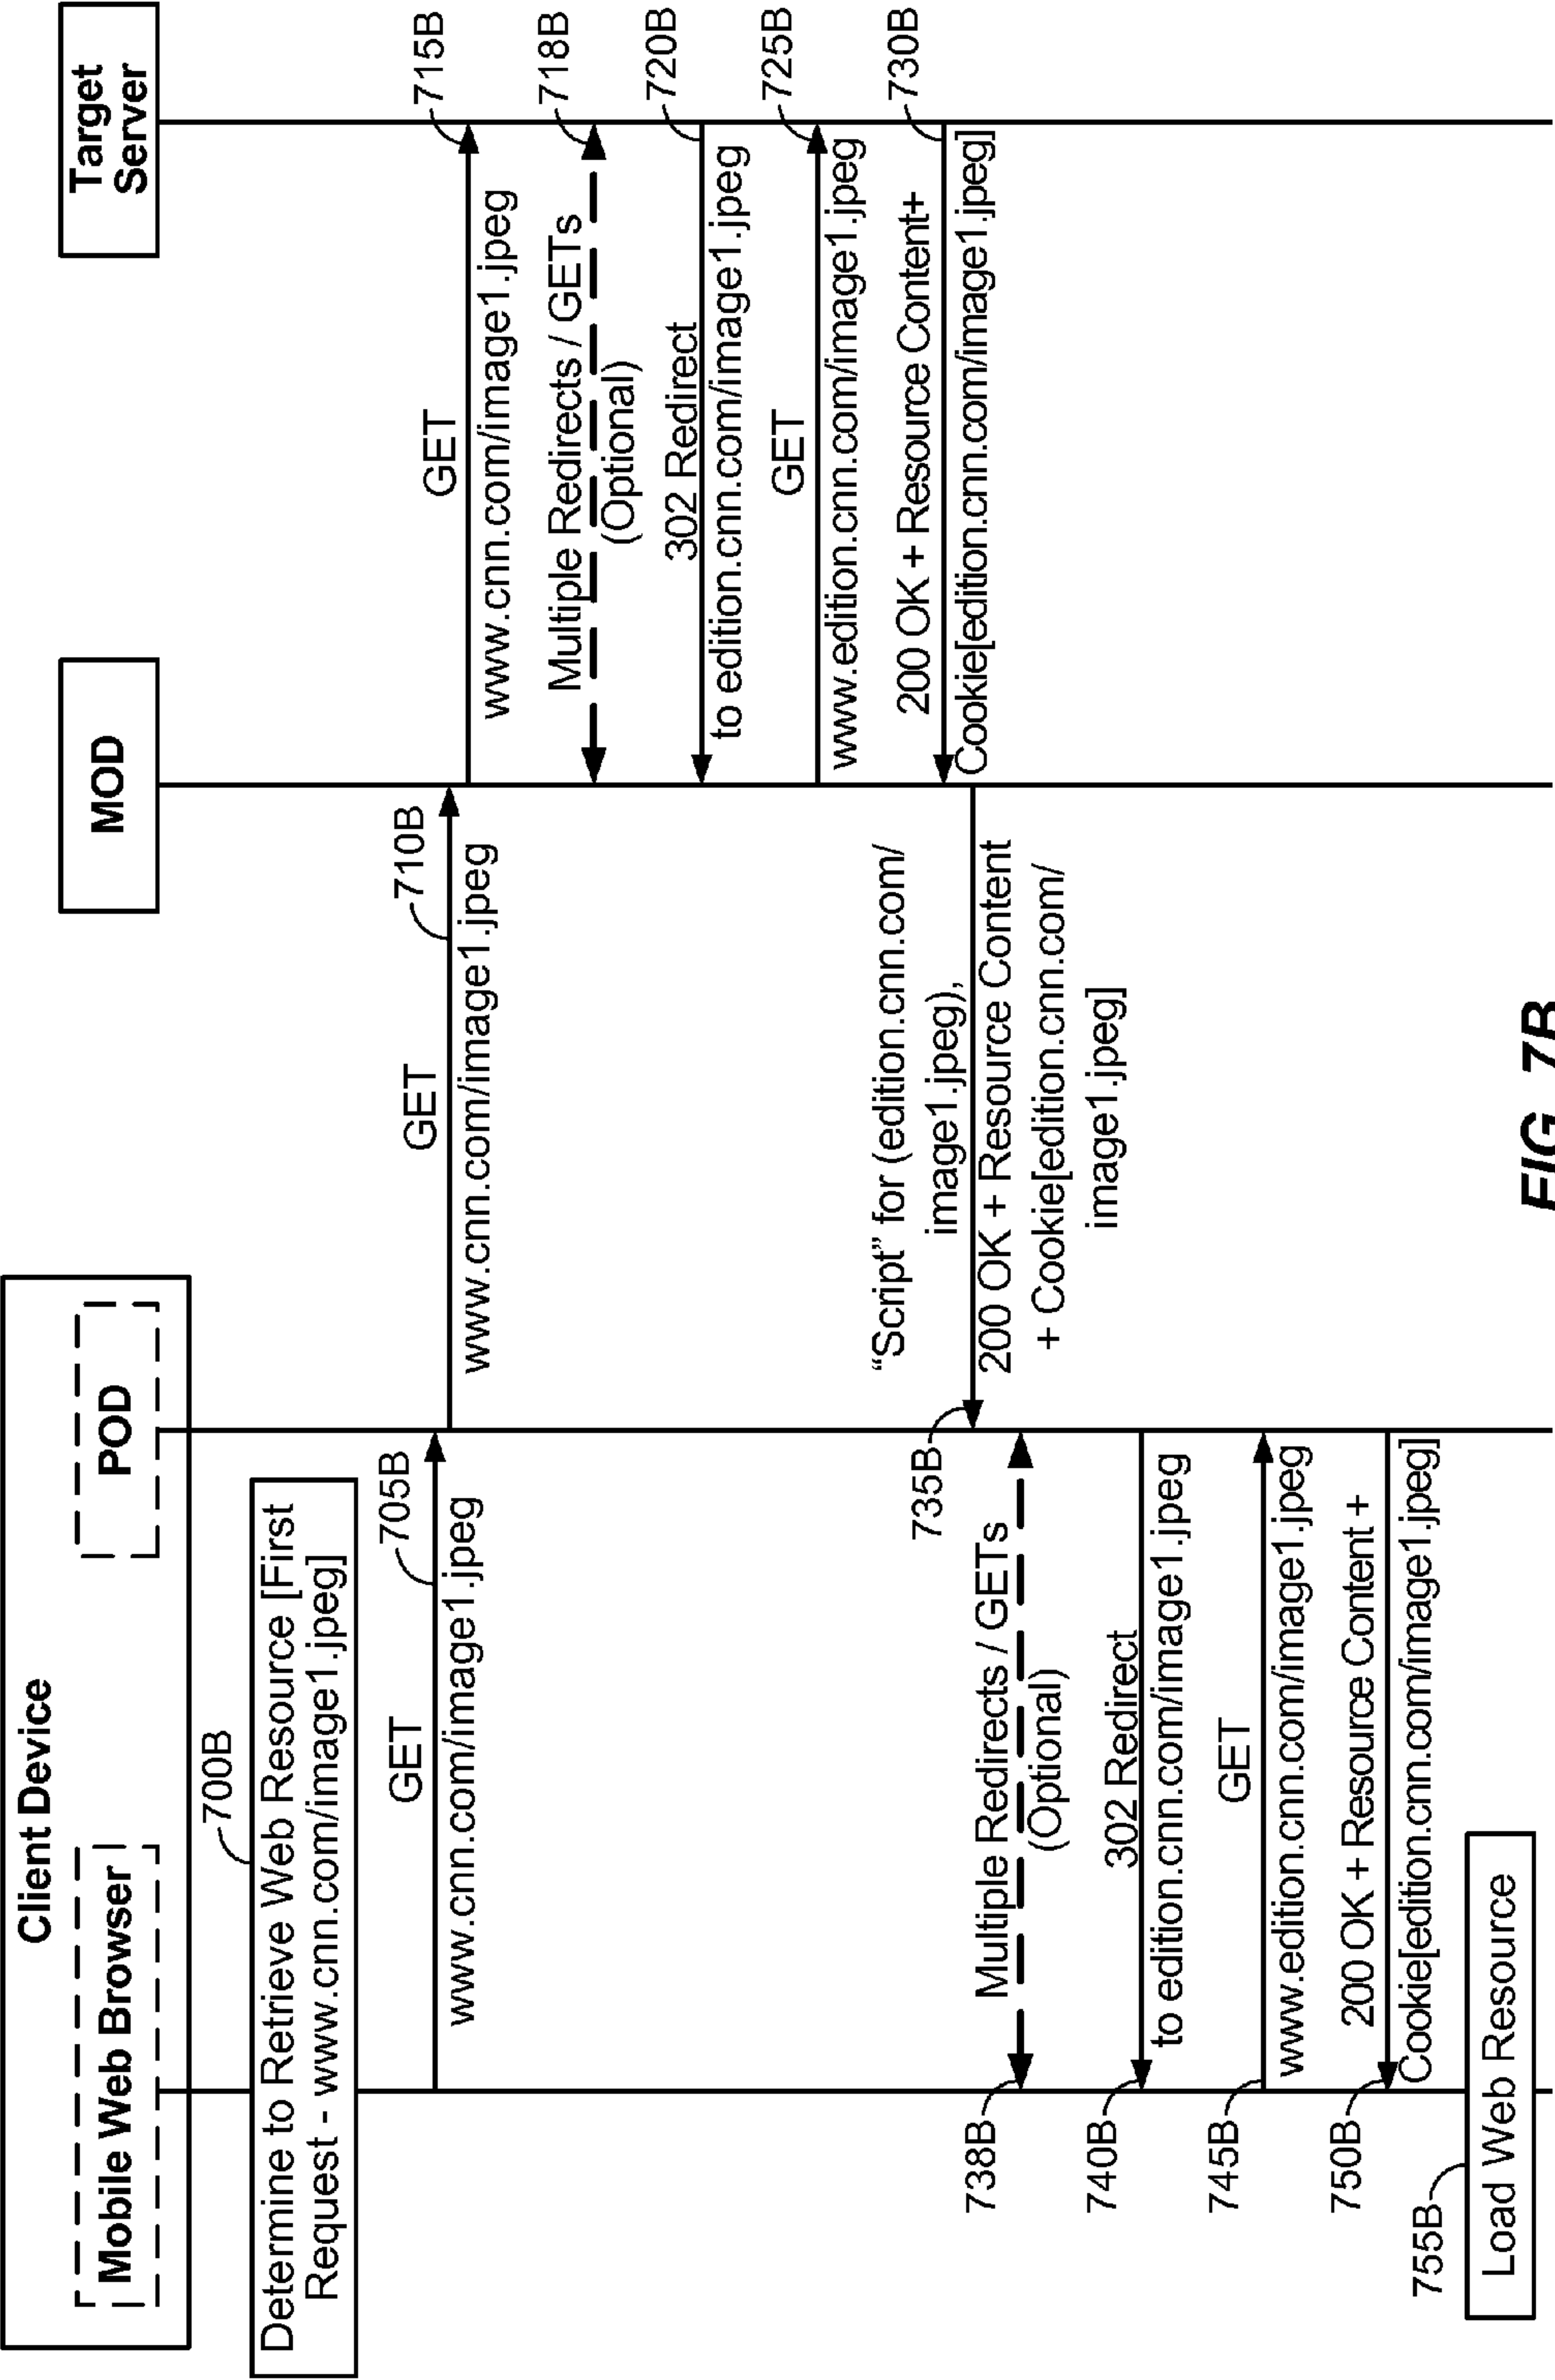 Client Device
Mobile Web Browser
POD
MOD
Target
Server
700B
Determine to Retrieve Web Resource [First
Request - www.cnn.com/image1.jpeg]
GET
705B
www.cnn.com/image1.jpeg
GET
710B
www.cnn.com/image1.jpeg
GET
715B
www.cnn.com/image1.jpeg
Multiple Redirects / GETs
718B
(Optional)
302 Redirect
720B
to edition.cnn.com/image1.jpeg
GET
725B
www.edition.cnn.com/image1.jpeg
200 OK + Resource Content+
730B
Cookie[edition.cnn.com/image1.jpeg]
“Script” for (edition.cnn.com/
image1.jpeg),
735B
200 OK + Resource Content
+ Cookie[edition.cnn.com/
image1.jpeg]
738B
Multiple Redirects / GETs
(Optional)
740B
302 Redirect
to edition.cnn.com/image1.jpeg
745B
GET
www.edition.cnn.com/image1.jpeg
750B
200 OK + Resource Content +
Cookie[edition.cnn.com/image1.jpeg]
755B
Load Web Resource
FIG. 7B